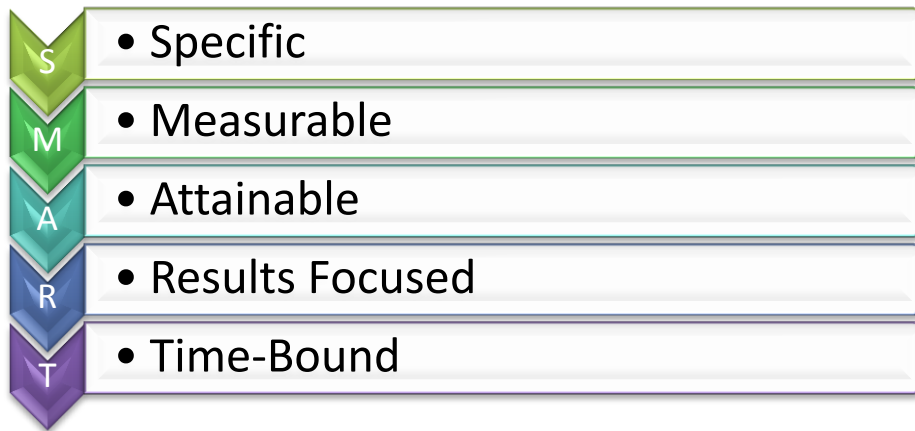 S • Specific
M • Measurable
A • Attainable
R • Results Focused
T • Time-Bound